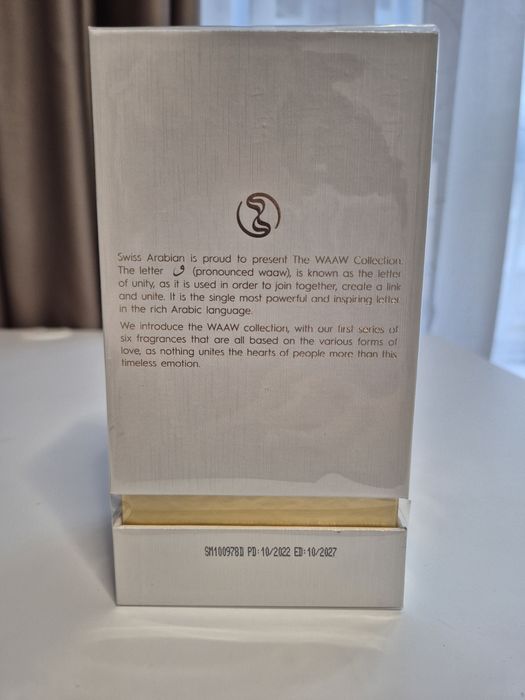 Swiss Arabian is proud to present The WAAW Collection.
The letter و (pronounced waaw), is known as the letter
of unity, as it is used in order to join together, create a link
and unite. It is the single most powerful and inspiring letter
in the rich Arabic language.
We introduce the WAAW collection, with our first series of
six fragrances that are all based on the various forms of
love, as nothing unites the hearts of people more than this
timeless emotion.
SM100978D PD:10/2022 ED:10/2027